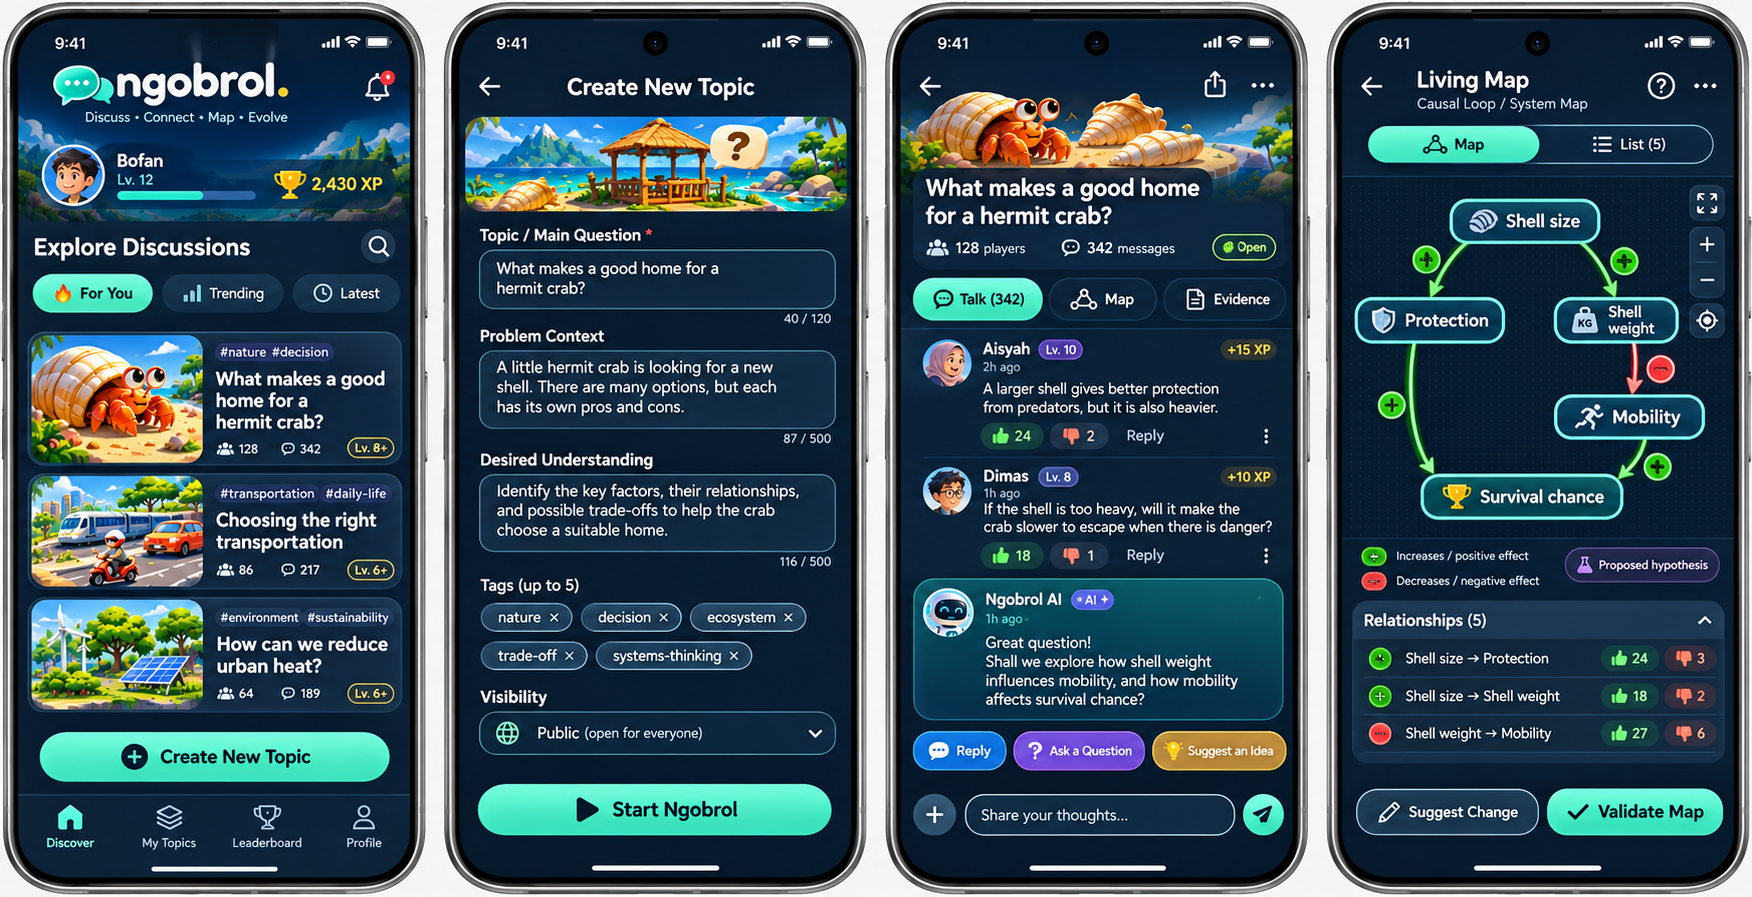 9:41
ngobrol.
Discuss • Connect • Map • Evolve
Bofan
Lv. 12
2,430 XP
Explore Discussions
For You
Trending
Latest
#nature #decision
What makes a good
home for a
hermit crab?
128
342
Lv. 8+
#transportation #daily-life
Choosing the right
transportation
86
217
Lv. 6+
#environment #sustainability
How can we reduce
urban heat?
64
189
Lv. 6+
Create New Topic
Discover
My Topics
Leaderboard
Profile
9:41
Create New Topic
?
Topic / Main Question *
What makes a good home for a
hermit crab?
40 / 120
Problem Context
A little hermit crab is looking for a new
shell. There are many options, but each
has its own pros and cons.
87 / 500
Desired Understanding
Identify the key factors, their relationships,
and possible trade-offs to help the crab
choose a suitable home.
116 / 500
Tags (up to 5)
nature ×
decision ×
ecosystem ×
trade-off ×
systems-thinking ×
Visibility
Public (open for everyone)
Start Ngobrol
9:41
What makes a good home
for a hermit crab?
128 players
342 messages
Open
Talk (342)
Map
Evidence
Aisyah Lv. 10
+15 XP
2h ago
A larger shell gives better protection
from predators, but it is also heavier.
24
2
Reply
Dimas Lv. 8
+10 XP
1h ago
If the shell is too heavy, will it make the
crab slower to escape when there is danger?
18
1
Reply
Ngobrol AI AI +
1h ago
Great question!
Shall we explore how shell weight
influences mobility, and how mobility
affects survival chance?
Reply
? Ask a Question
Suggest an Idea
Share your thoughts...
9:41
Living Map
Causal Loop / System Map
?
Map
List (5)
Shell size
+
+
Protection
KG
Shell
weight
+
−
Mobility
+
Survival chance
Increases / positive effect
Decreases / negative effect
Proposed hypothesis
Relationships (5)
Shell size → Protection
24
3
Shell size → Shell weight
18
2
Shell weight → Mobility
27
6
Suggest Change
Validate Map